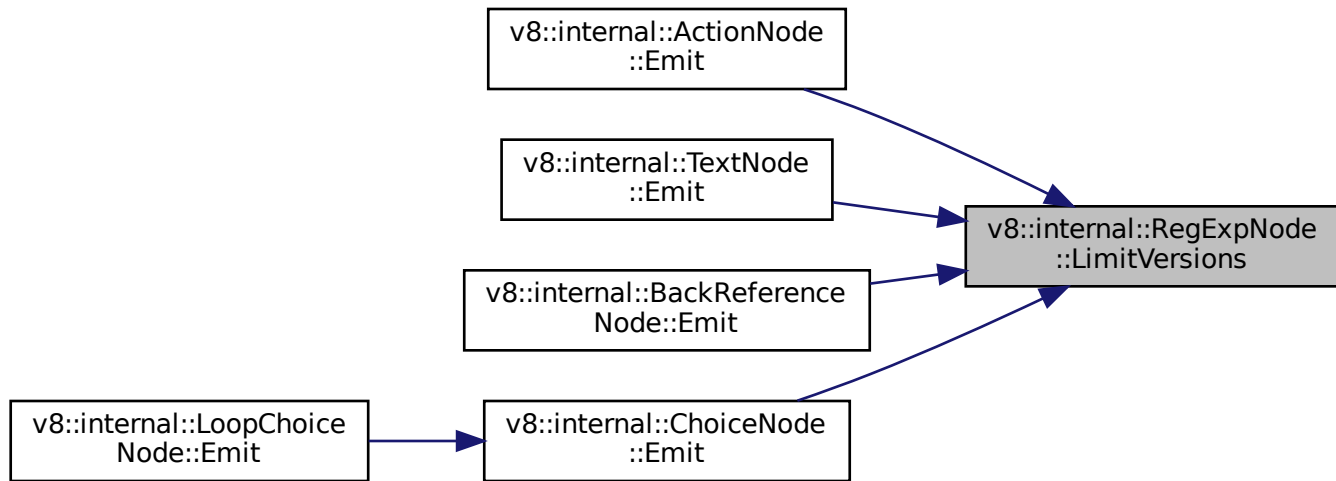 v8::internal::ActionNode
::Emit
v8::internal::TextNode
::Emit
v8::internal::RegExpNode
::LimitVersions
v8::internal::BackReference
Node::Emit
v8::internal::LoopChoice
Node::Emit
v8::internal::ChoiceNode
::Emit